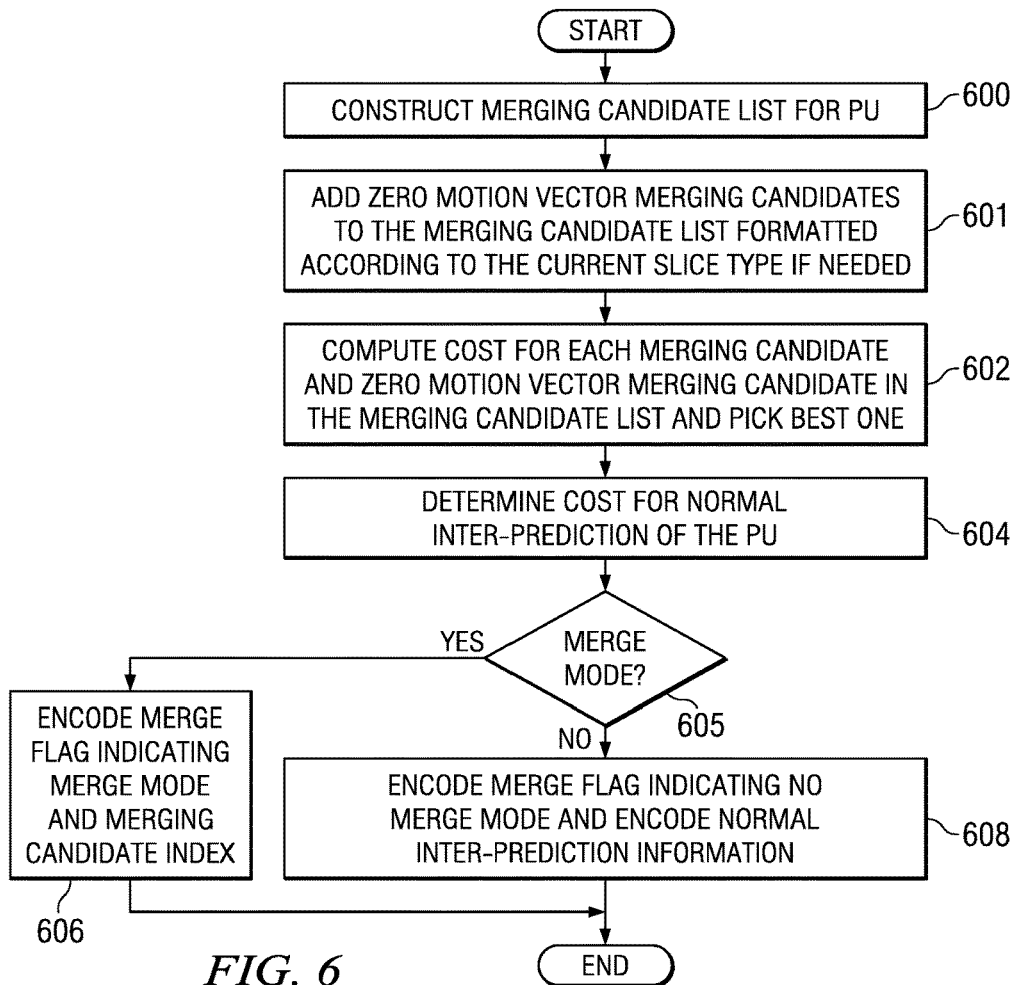 START
CONSTRUCT MERGING CANDIDATE LIST FOR PU
600
ADD ZERO MOTION VECTOR MERGING CANDIDATES
TO THE MERGING CANDIDATE LIST FORMATTED
ACCORDING TO THE CURRENT SLICE TYPE IF NEEDED
601
COMPUTE COST FOR EACH MERGING CANDIDATE
AND ZERO MOTION VECTOR MERGING CANDIDATE IN
THE MERGING CANDIDATE LIST AND PICK BEST ONE
602
DETERMINE COST FOR NORMAL
INTER-PREDICTION OF THE PU
604
MERGE
MODE?
605
YES
NO
ENCODE MERGE
FLAG INDICATING
MERGE MODE
AND MERGING
CANDIDATE INDEX
606
ENCODE MERGE FLAG INDICATING NO
MERGE MODE AND ENCODE NORMAL
INTER-PREDICTION INFORMATION
608
END
FIG. 6